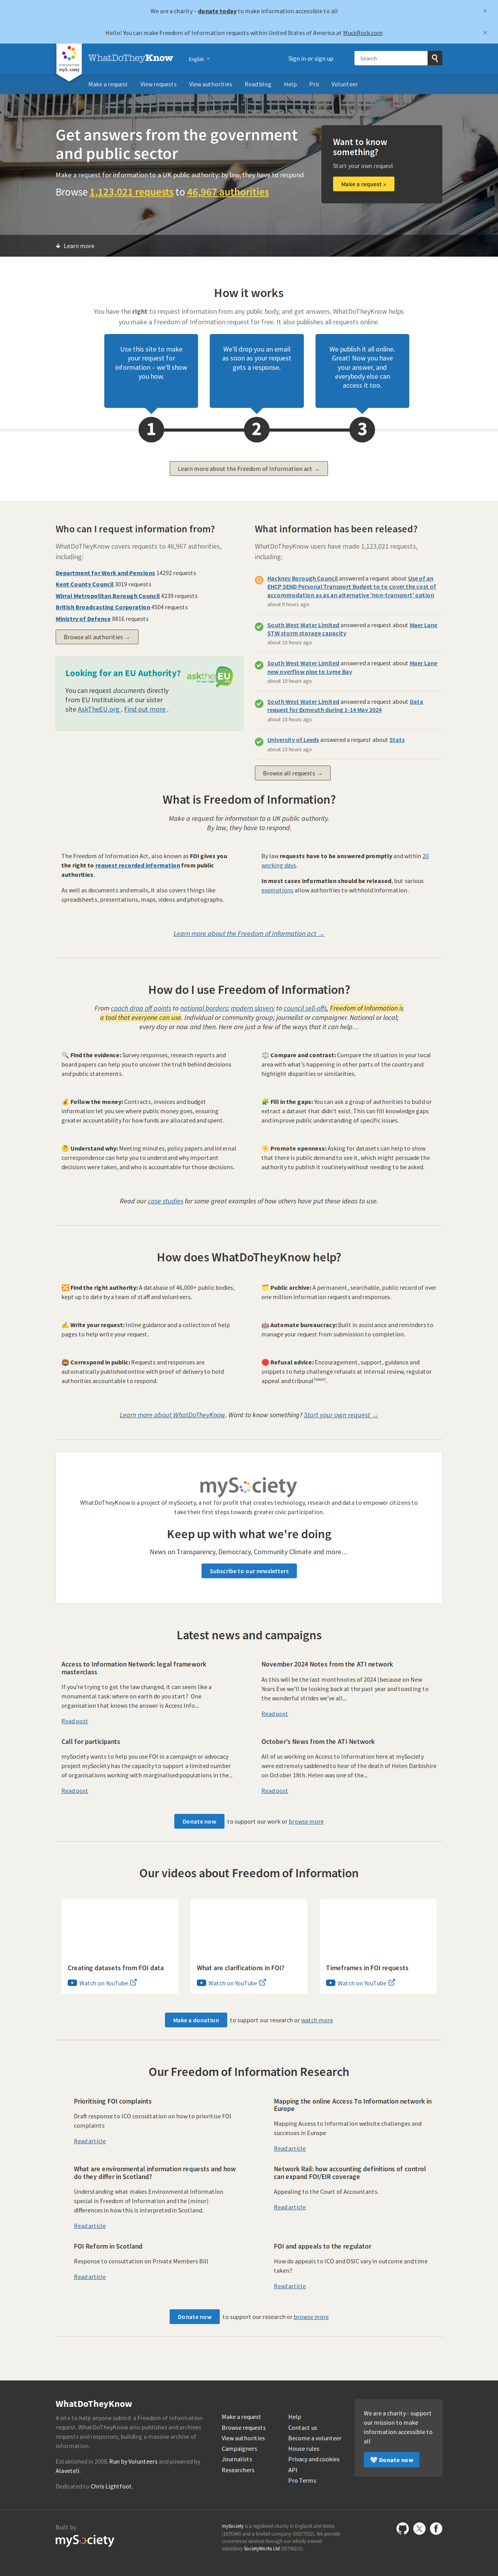 We are a charity – donate today to make information accessible to all
×
Hello! You can make Freedom of Information requests within United States of America at MuckRock.com
×
mySociety
WhatDoTheyKnow
English
Sign in or sign up
Search
Make a request
View requests
View authorities
Read blog
Help
Pro
Volunteer
Get answers from the government
and public sector
Make a request for information to a UK public authority: by law, they have to respond
Browse 1,123,021 requests to 46,967 authorities
Want to know
something?
Start your own request
Make a request »
↓ Learn more
How it works
You have the right to request information from any public body, and get answers. WhatDoTheyKnow helps
you make a Freedom of Information request for free. It also publishes all requests online.
Use this site to make
your request for
information – we'll show
you how.
We'll drop you an email
as soon as your request
gets a response.
We publish it all online.
Great! Now you have
your answer, and
everybody else can
access it too.
1
2
3
Learn more about the Freedom of Information act →
Who can I request information from?
WhatDoTheyKnow covers requests to 46,967 authorities,
including:
Department for Work and Pensions 14292 requests
Kent County Council 3019 requests
Wirral Metropolitan Borough Council 4239 requests
British Broadcasting Corporation 4504 requests
Ministry of Defence 8816 requests
Browse all authorities →
Looking for an EU Authority?
asktheEU
You can request documents directly
from EU Institutions at our sister
site AskTheEU.org . Find out more .
What information has been released?
WhatDoTheyKnow users have made 1,123,021 requests,
including:
Hackney Borough Council answered a request about Use of an
EHCP SEND Personal Transport Budget to to cover the cost of
accommodation as as an alternative 'non-transport' option
about 9 hours ago
South West Water Limited answered a request about Maer Lane
STW storm storage capacity
about 10 hours ago
South West Water Limited answered a request about Maer Lane
new overflow pipe to Lyme Bay
about 10 hours ago
South West Water Limited answered a request about Data
request for Exmouth during 1-14 May 2024
about 10 hours ago
University of Leeds answered a request about Stats
about 15 hours ago
Browse all requests →
What is Freedom of Information?
Make a request for information to a UK public authority.
By law, they have to respond.
The Freedom of Information Act, also known as FOI gives you
the right to request recorded information from public
authorities.
As well as documents and emails, it also covers things like
spreadsheets, presentations, maps, videos and photographs.
By law requests have to be answered promptly and within 20
working days.
In most cases information should be released, but various
exemptions allow authorities to withhold information.
Learn more about the Freedom of Information act →
How do I use Freedom of Information?
From coach drop off points to national borders; modern slavery to council sell-offs, Freedom of Information is
a tool that everyone can use. Individual or community group; journalist or campaigner. National or local;
every day or now and then. Here are just a few of the ways that it can help…
🔍 Find the evidence: Survey responses, research reports and
board papers can help you to uncover the truth behind decisions
and public statements.
⚖️ Compare and contrast: Compare the situation in your local
area with what's happening in other parts of the country and
highlight disparities or similarities.
💰 Follow the money: Contracts, invoices and budget
information let you see where public money goes, ensuring
greater accountability for how funds are allocated and spent.
🧩 Fill in the gaps: You can ask a group of authorities to build or
extract a dataset that didn't exist. This can fill knowledge gaps
and improve public understanding of specific issues.
🤔 Understand why: Meeting minutes, policy papers and internal
correspondence can help you understand why important
decisions were taken, and who is accountable for those decisions.
☀️ Promote openness: Asking for datasets can help to show
that there is public demand to see it, which might persuade the
authority to publish it routinely without needing to be asked.
Read our case studies for some great examples of how others have put these ideas to use.
How does WhatDoTheyKnow help?
🔀 Find the right authority: A database of 46,000+ public bodies,
kept up to date by a team of staff and volunteers.
🗂️ Public archive: A permanent, searchable, public record of over
one million information requests and responses.
✍️ Write your request: Inline guidance and a collection of help
pages to help write your request.
🤖 Automate bureaucracy: Built in assistance and reminders to
manage your request from submission to completion.
📮 Correspond in public: Requests and responses are
automatically published online with proof of delivery to hold
authorities accountable to respond.
🛑 Refusal advice: Encouragement, support, guidance and
snippets to help challenge refusals at internal review, regulator
appeal and tribunal (soon).
Learn more about WhatDoTheyKnow. Want to know something? Start your own request →
mySociety
WhatDoTheyKnow is a project of mySociety, a not for profit that creates technology, research and data to empower citizens to
take their first steps towards greater civic participation.
Keep up with what we're doing
News on Transparency, Democracy, Community Climate and more…
Subscribe to our newsletters
Latest news and campaigns
Access to Information Network: legal framework
masterclass
If you're trying to get the law changed, it can seem like a
monumental task: where on earth do you start? One
organisation that knows the answer is Access Info...
Read post
November 2024 Notes from the ATI network
As this will be the last monthnotes of 2024 (because on New
Years Eve we'll be looking back at the past year and toasting to
the wonderful strides we've all...
Read post
Call for participants
mySociety wants to help you use FOI in a campaign or advocacy
project mySociety has the capacity to support a limited number
of organisations working with marginalised populations in the...
Read post
October's News from the ATI Network
All of us working on Access to Information here at mySociety
were extremely saddened to hear of the death of Helen Darbishire
on October 18th. Helen was one of the...
Read post
Donate now to support our work or browse more
Our videos about Freedom of Information
Creating datasets from FOI data
Watch on YouTube
What are clarifications in FOI?
Watch on YouTube
Timeframes in FOI requests
Watch on YouTube
Make a donation to support our research or watch more
Our Freedom of Information Research
Prioritising FOI complaints
Draft response to ICO consultation on how to prioritise FOI
complaints
Read article
Mapping the online Access To Information network in
Europe
Mapping Access to Information website challenges and
successes in Europe
Read article
What are environmental information requests and how
do they differ in Scotland?
Understanding what makes Environmental Information
special in Freedom of Information and the (minor)
differences in how this is interpreted in Scotland.
Read article
Network Rail: how accounting definitions of control
can expand FOI/EIR coverage
Appealing to the Court of Accountants.
Read article
FOI Reform in Scotland
Response to consultation on Private Members Bill
Read article
FOI and appeals to the regulator
How do appeals to ICO and OSIC vary in outcome and time
taken?
Read article
Donate now to support our research or browse more
WhatDoTheyKnow
A site to help anyone submit a Freedom of Information
request. WhatDoTheyKnow also publishes and archives
requests and responses, building a massive archive of
information.
Established in 2008. Run by Volunteers and powered by
Alaveteli.
Dedicated to Chris Lightfoot.
Make a request
Browse requests
View authorities
Campaigners
Journalists
Researchers
Help
Contact us
Become a volunteer
House rules
Privacy and cookies
API
Pro Terms
We are a charity - support
our mission to make
information accessible to
all
🤍 Donate now
Built by
mySociety
mySociety is a registered charity in England and Wales
(1076346) and a limited company (03277032). We provide
commercial services through our wholly owned
subsidiary SocietyWorks Ltd (05798215).